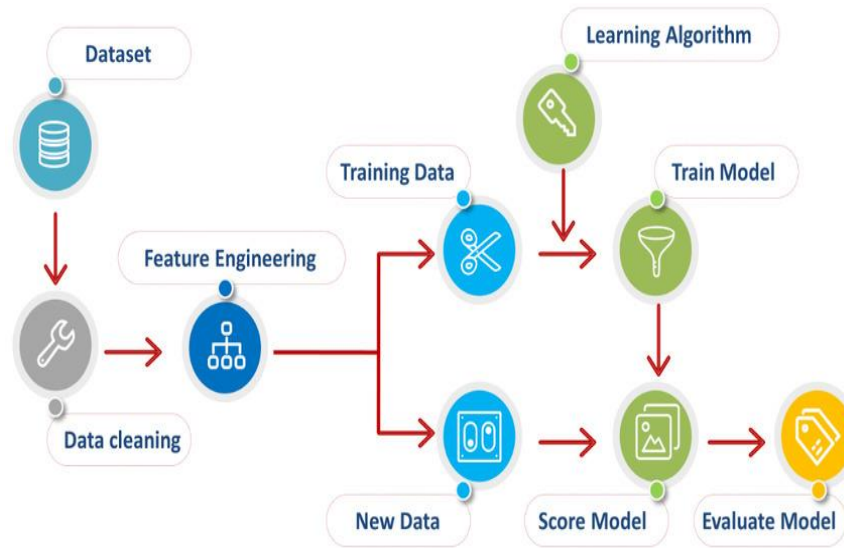 Dataset
Learning Algorithm
Training Data
Train Model
Feature Engineering
Data cleaning
New Data
Score Model
Evaluate Model